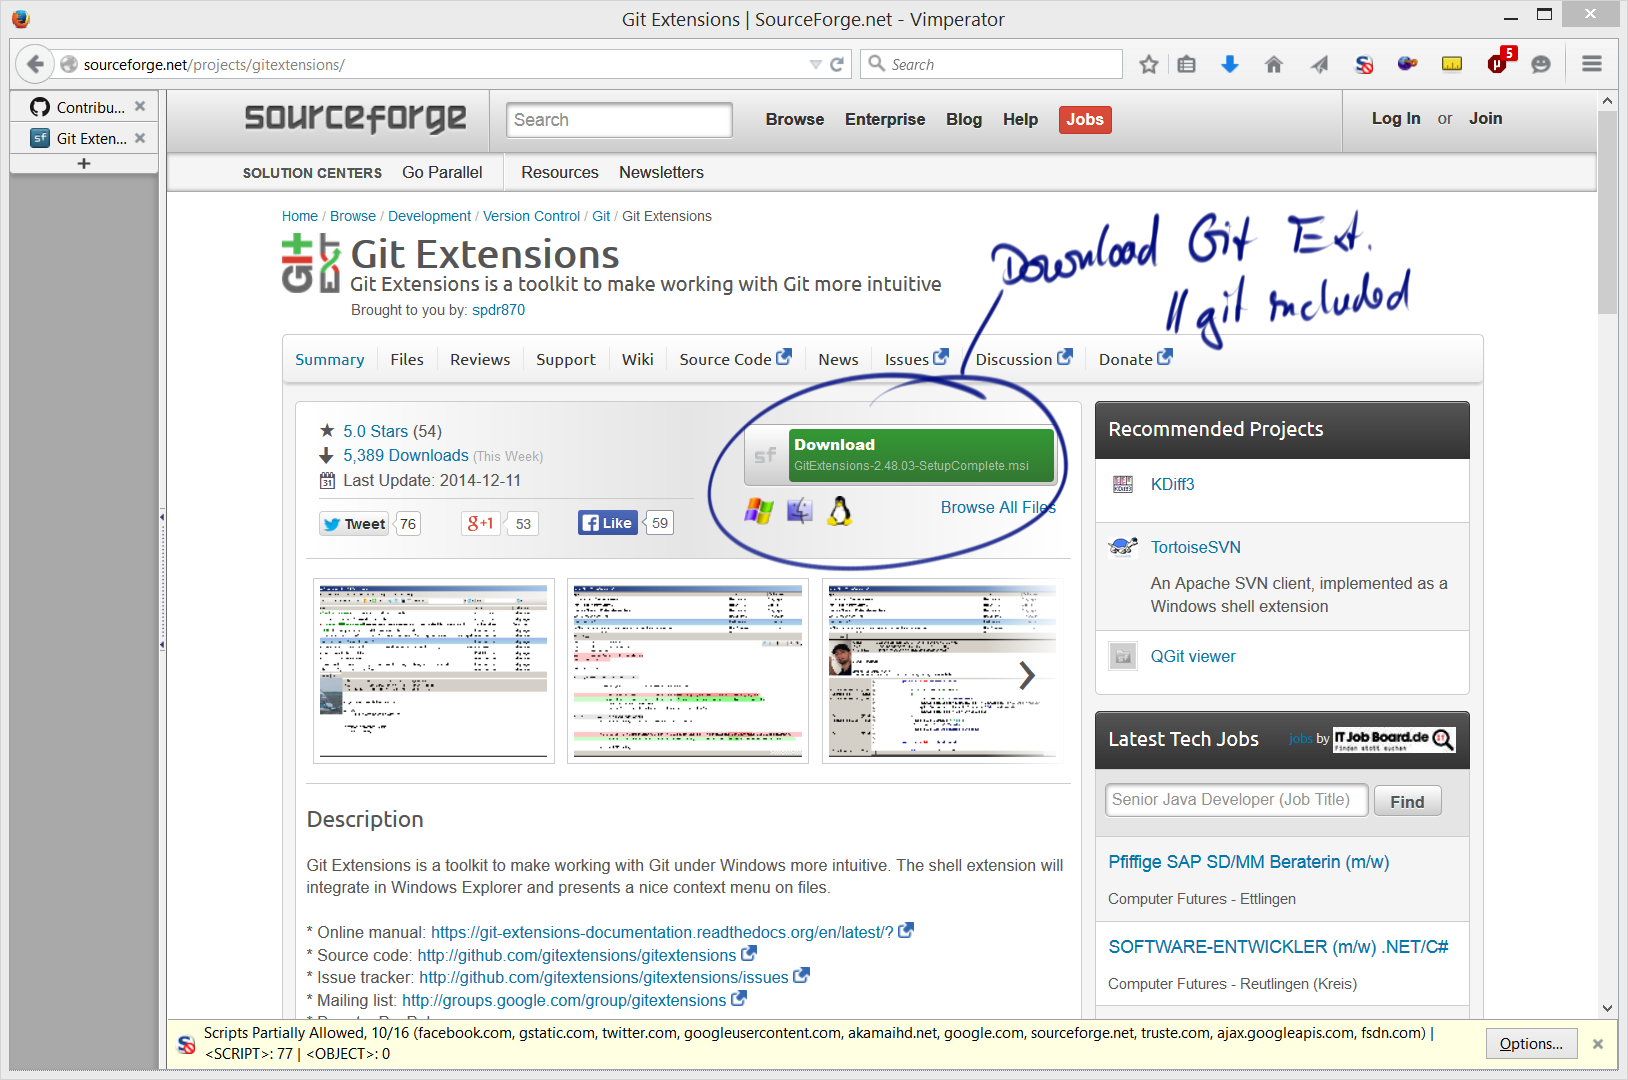 Git Extensions | SourceForge.net - Vimperator
sourceforge.net/projects/gitextensions/
Search
5
Contribu...
Git Exten...
sourceforge
Search
Browse Enterprise Blog Help Jobs
Log In or Join
SOLUTION CENTERS Go Parallel Resources Newsletters
Home / Browse / Development / Version Control / Git / Git Extensions
Git Extensions
Git Extensions is a toolkit to make working with Git more intuitive
Brought to you by: spdr870
Download Git Ext.
// git included
Summary Files Reviews Support Wiki Source Code News Issues Discussion Donate
5.0 Stars (54)
5,389 Downloads (This Week)
Last Update: 2014-12-11
Tweet 76 g+1 53 Like 59
sf
Download
GitExtensions-2.48.03-SetupComplete.msi
Browse All Files
Recommended Projects
KDiff3
TortoiseSVN
An Apache SVN client, implemented as a
Windows shell extension
QGit viewer
Latest Tech Jobs jobs by IT Job Board.de
Finden statt suchen
Senior Java Developer (Job Title) Find
Pfiffige SAP SD/MM Beraterin (m/w)
Computer Futures - Ettlingen
SOFTWARE-ENTWICKLER (m/w) .NET/C#
Computer Futures - Reutlingen (Kreis)
Description
Git Extensions is a toolkit to make working with Git under Windows more intuitive. The shell extension will
integrate in Windows Explorer and presents a nice context menu on files.
* Online manual: https://git-extensions-documentation.readthedocs.org/en/latest/?
* Source code: http://github.com/gitextensions/gitextensions
* Issue tracker: http://github.com/gitextensions/gitextensions/issues
* Mailing list: http://groups.google.com/group/gitextensions
Scripts Partially Allowed, 10/16 (facebook.com, gstatic.com, twitter.com, googleusercontent.com, akamaihd.net, google.com, sourceforge.net, truste.com, ajax.googleapis.com, fsdn.com) |
<SCRIPT>: 77 | <OBJECT>: 0
Options...